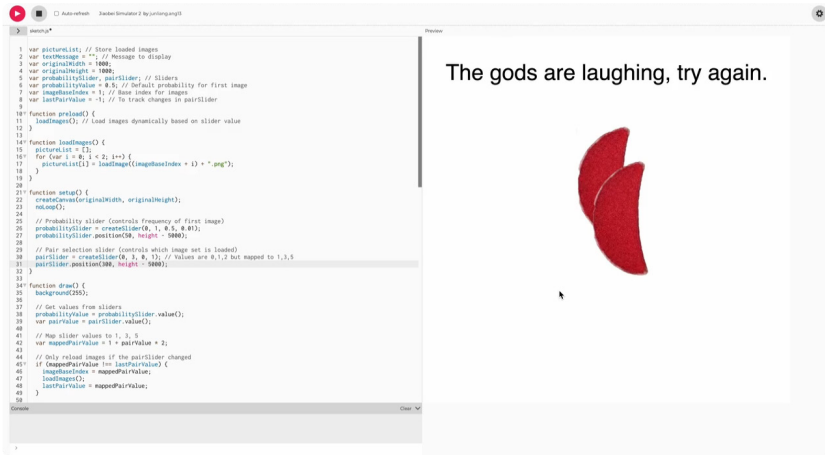 Auto-refresh Jiaobei Simulator 2 by junliang.ang13
sketch.js*
Preview
1 var pictureList; // Store loaded images
2 var textMessage = ""; // Message to display
3 var originalWidth = 1000;
4 var originalHeight = 1000;
5 var probabilitySlider, pairSlider; // Sliders
6 var probabilityValue = 0.5; // Default probability for first image
7 var imageBaseIndex = 1; // Base index for images
8 var lastPairValue = -1; // To track changes in pairSlider
9
10 function preload() {
11 loadImages(); // Load images dynamically based on slider value
12 }
13
14 function loadImages() {
15 pictureList = [];
16 for (var i = 0; i < 2; i++) {
17 pictureList[i] = loadImage((imageBaseIndex + i) + ".png");
18 }
19 }
20
21 function setup() {
22 createCanvas(originalWidth, originalHeight);
23 noLoop();
24
25 // Probability slider (controls frequency of first image)
26 probabilitySlider = createSlider(0, 1, 0.5, 0.01);
27 probabilitySlider.position(50, height - 5000);
28
29 // Pair selection slider (controls which image set is loaded)
30 pairSlider = createSlider(0, 3, 0, 1); // Values are 0,1,2 but mapped to 1,3,5
31 pairSlider.position(300, height - 5000);
32 }
33
34 function draw() {
35 background(255);
36
37 // Get values from sliders
38 probabilityValue = probabilitySlider.value();
39 var pairValue = pairSlider.value();
40
41 // Map slider values to 1, 3, 5
42 var mappedPairValue = 1 + pairValue * 2;
43
44 // Only reload images if the pairSlider changed
45 if (mappedPairValue !== lastPairValue) {
46 imageBaseIndex = mappedPairValue;
47 loadImages();
48 lastPairValue = mappedPairValue;
49 }
50
Console
Clear
The gods are laughing, try again.